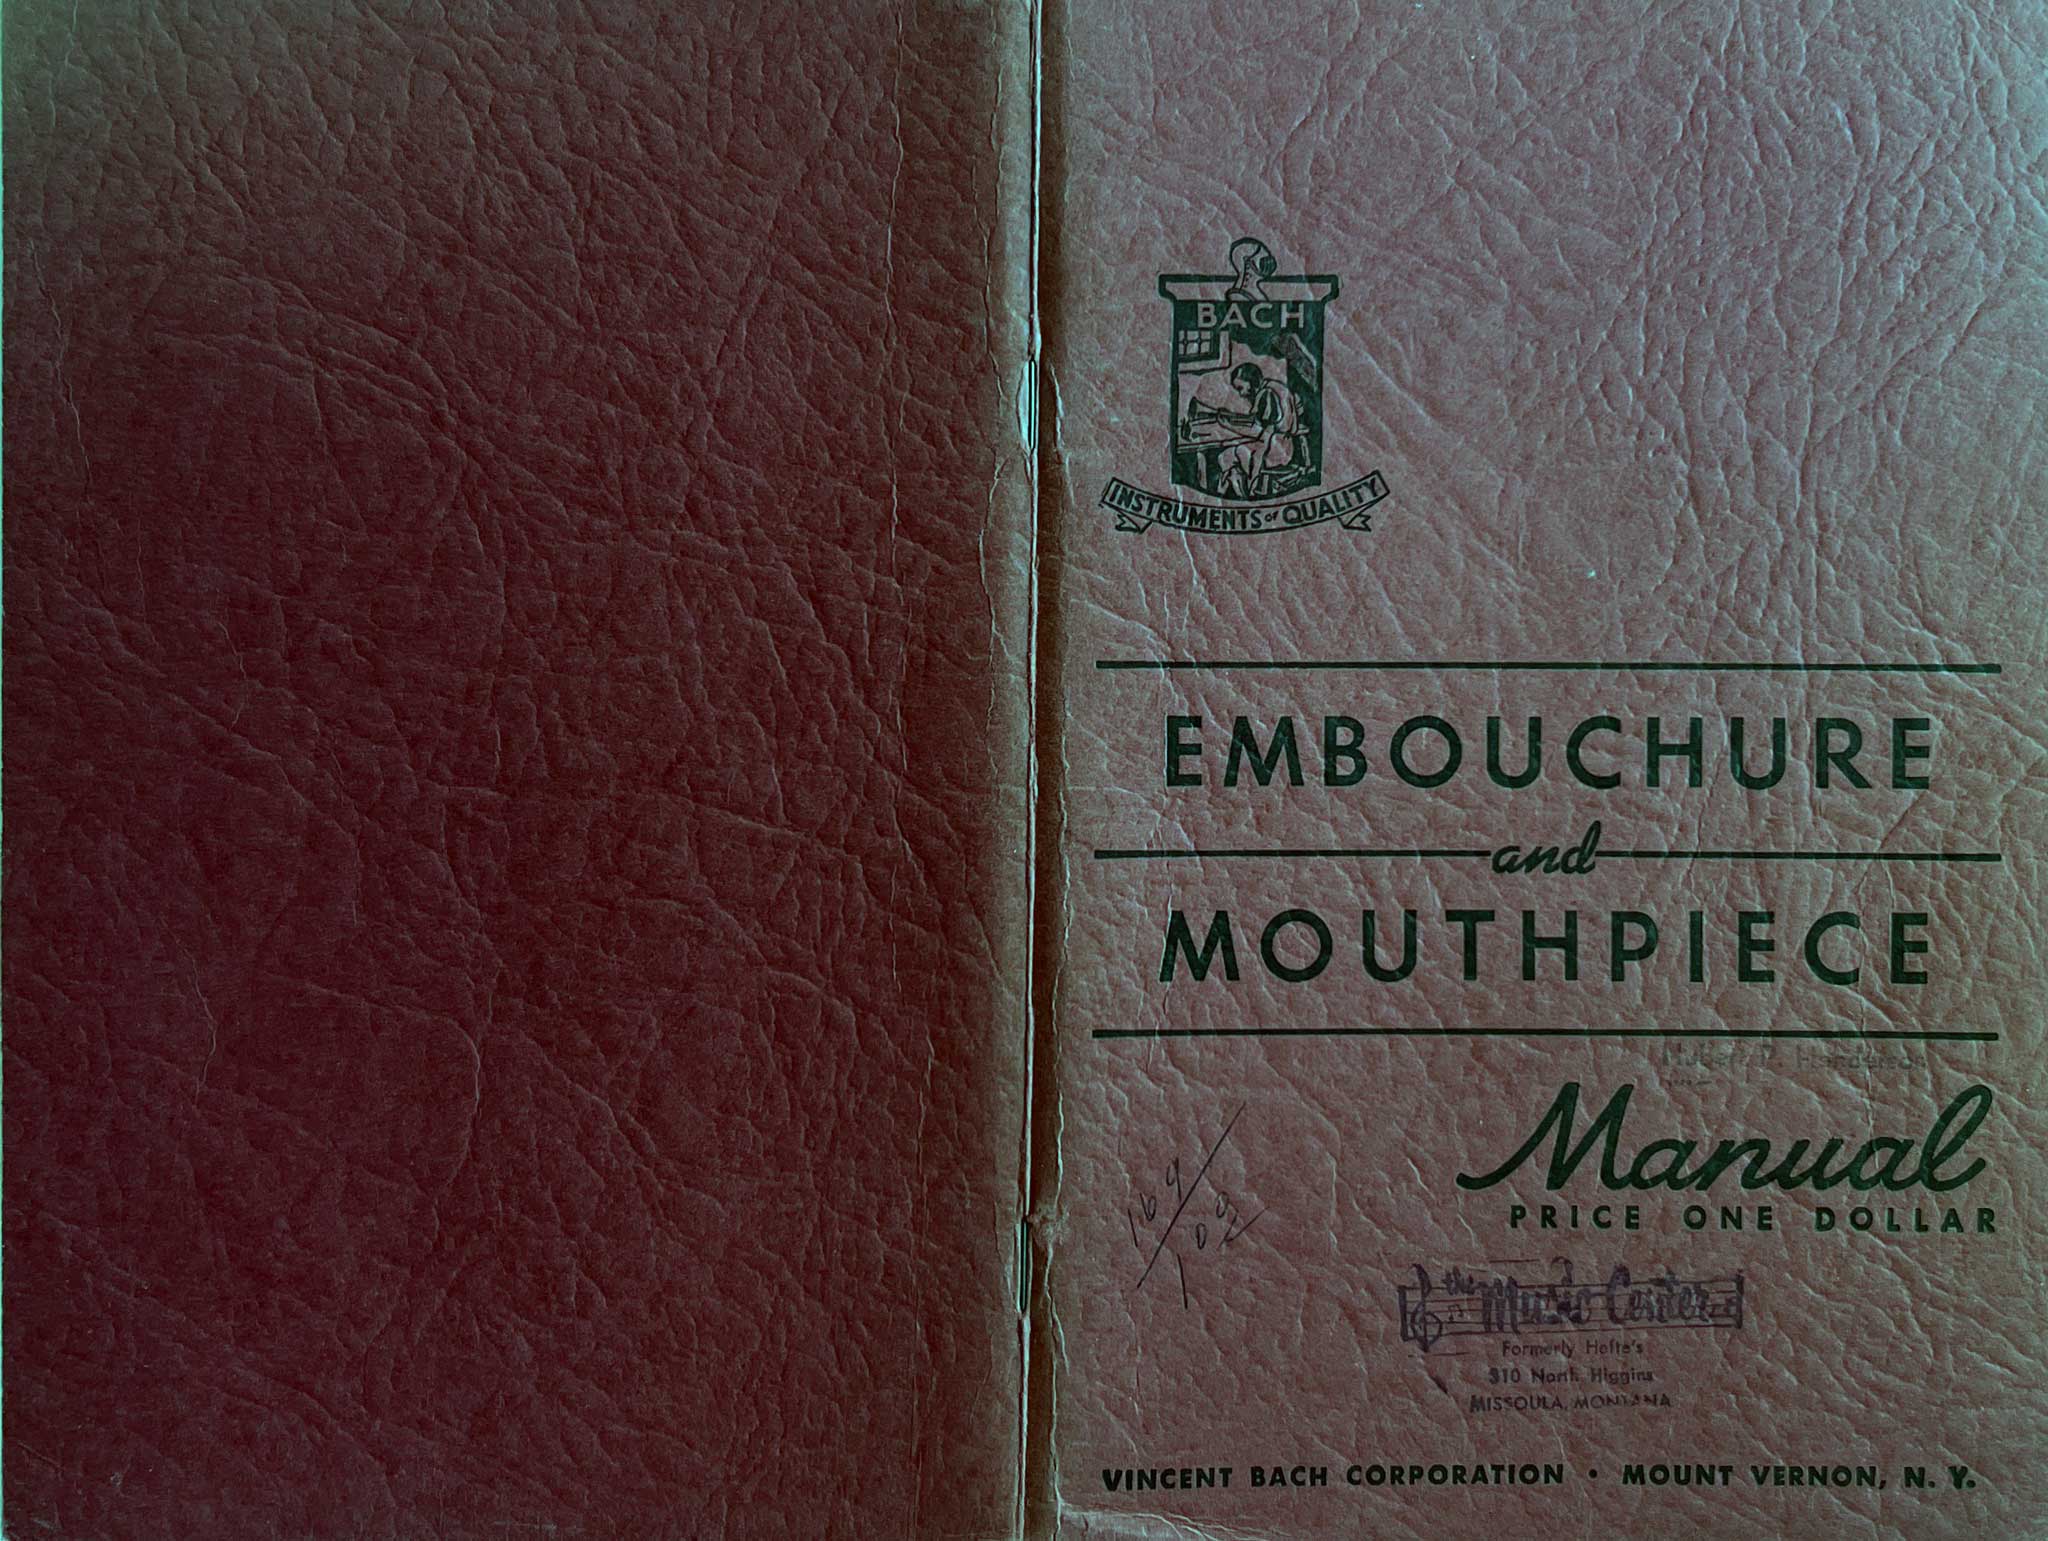 BACH
INSTRUMENTS of QUALITY
EMBOUCHURE
and
MOUTHPIECE
Manual
PRICE ONE DOLLAR
169/1092
the Music Center
Formerly Hefte's
310 North Higgins
MISSOULA, MONTANA
VINCENT BACH CORPORATION • MOUNT VERNON, N. Y.